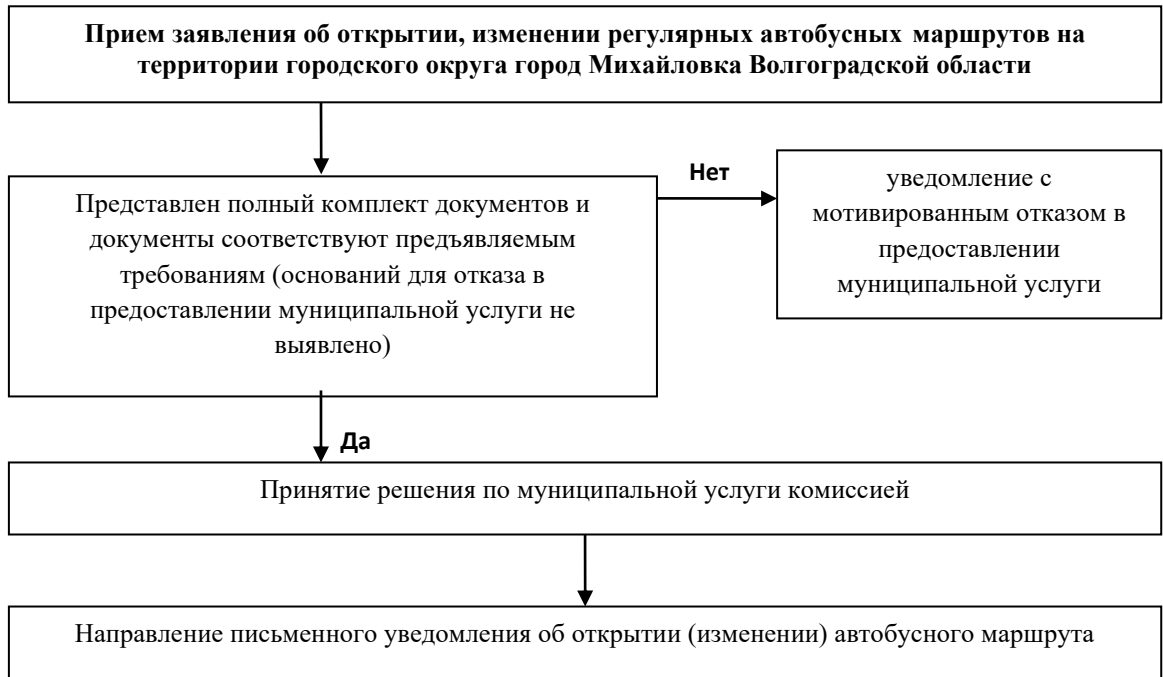 Прием заявления об открытии, изменении регулярных автобусных маршрутов на
территории городского округа город Михайловка Волгоградской области
Нет
уведомление с
мотивированным отказом в
предоставлении
муниципальной услуги
Представлен полный комплект документов и
документы соответствуют предъявляемым
требованиям (оснований для отказа в
предоставлении муниципальной услуги не
выявлено)
Да
Принятие решения по муниципальной услуги комиссией
Направление письменного уведомления об открытии (изменении) автобусного маршрута